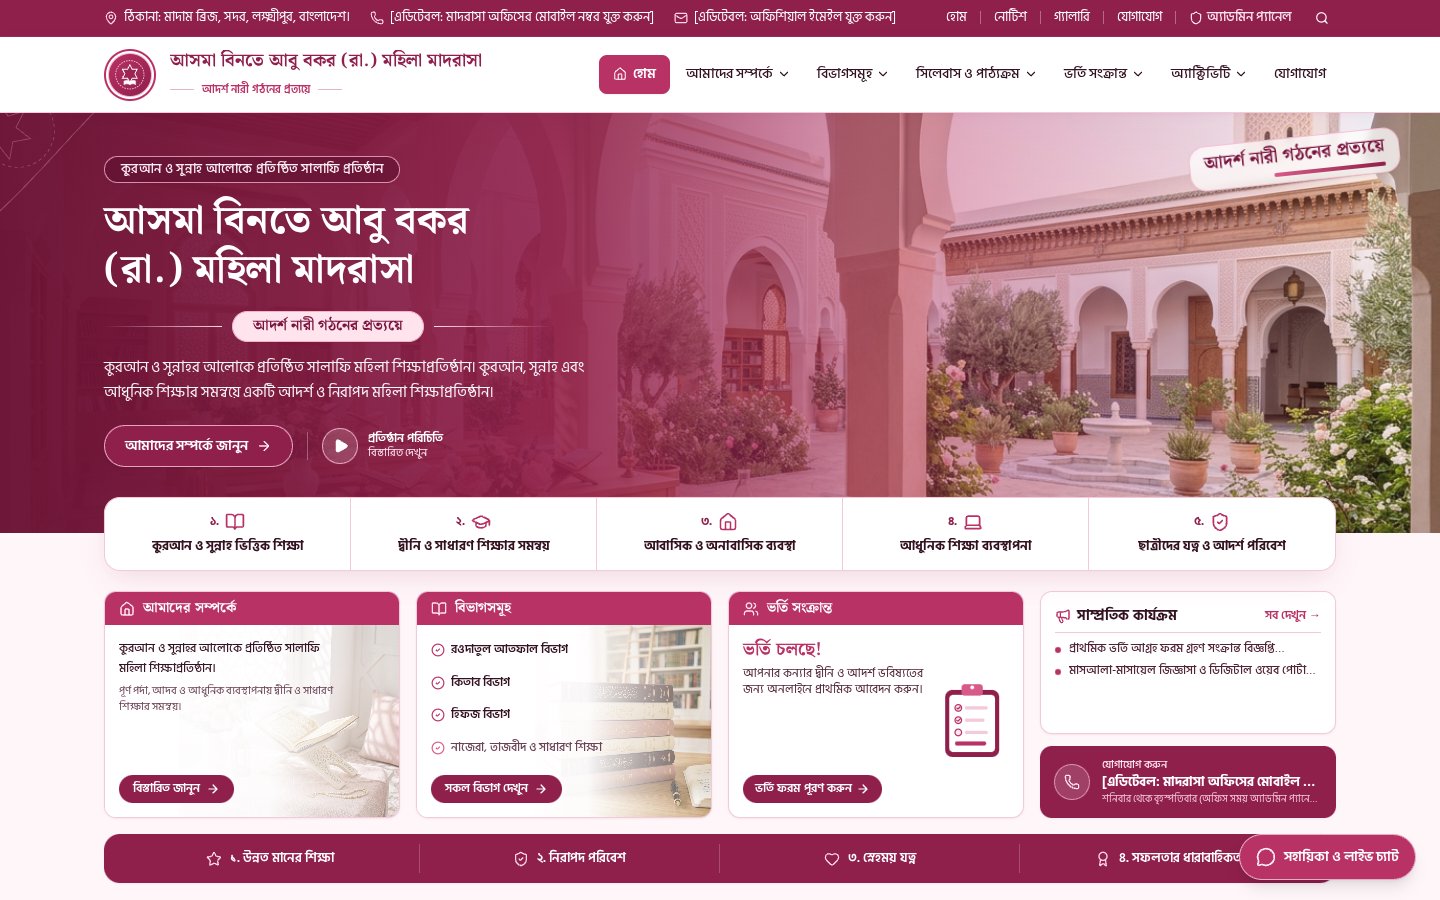 ঠিকানা: মাদাম ব্রিজ, সদর, লক্ষ্মীপুর, বাংলাদেশ।
[এডিটেবল: মাদরাসা অফিসের মোবাইল নম্বর যুক্ত করুন]
[এডিটেবল: অফিশিয়াল ইমেইল যুক্ত করুন]
হোম
নোটিশ
গ্যালারি
যোগাযোগ
অ্যাডমিন প্যানেল
আসমা বিনতে আবু বকর (রা.) মহিলা মাদরাসা
আদর্শ নারী গঠনের প্রত্যয়ে
হোম
আমাদের সম্পর্কে
বিভাগসমূহ
সিলেবাস ও পাঠ্যক্রম
ভর্তি সংক্রান্ত
অ্যাক্টিভিটি
যোগাযোগ
আদর্শ নারী গঠনের প্রত্যয়ে
কুরআন ও সুন্নাহ আলোকে প্রতিষ্ঠিত সালাফি প্রতিষ্ঠান
আসমা বিনতে আবু বকর
(রা.) মহিলা মাদরাসা
আদর্শ নারী গঠনের প্রত্যয়ে
কুরআন ও সুন্নাহর আলোকে প্রতিষ্ঠিত সালাফি মহিলা শিক্ষাপ্রতিষ্ঠান। কুরআন, সুন্নাহ এবং
আধুনিক শিক্ষার সমন্বয়ে একটি আদর্শ ও নিরাপদ মহিলা শিক্ষাপ্রতিষ্ঠান।
আমাদের সম্পর্কে জানুন →
প্রতিষ্ঠান পরিচিতি
বিস্তারিত দেখুন
১.
কুরআন ও সুন্নাহ ভিত্তিক শিক্ষা
২.
দ্বীনি ও সাধারণ শিক্ষার সমন্বয়
৩.
আবাসিক ও অনাবাসিক ব্যবস্থা
৪.
আধুনিক শিক্ষা ব্যবস্থাপনা
৫.
ছাত্রীদের যত্ন ও আদর্শ পরিবেশ
আমাদের সম্পর্কে
কুরআন ও সুন্নাহর আলোকে প্রতিষ্ঠিত সালাফি
মহিলা শিক্ষাপ্রতিষ্ঠান।
পূর্ণ পর্দা, আদব ও আধুনিক ব্যবস্থাপনায় দ্বীনি ও সাধারণ
শিক্ষার সমন্বয়।
বিস্তারিত জানুন →
বিভাগসমূহ
রওদাতুল আতফাল বিভাগ
কিতাব বিভাগ
হিফজ বিভাগ
নাজেরা, তাজবীদ ও সাধারণ শিক্ষা
সকল বিভাগ দেখুন →
ভর্তি সংক্রান্ত
ভর্তি চলছে!
আপনার কন্যার দ্বীনি ও আদর্শ ভবিষ্যতের
জন্য অনলাইনে প্রাথমিক আবেদন করুন।
ভর্তি ফরম পূরণ করুন →
সাম্প্রতিক কার্যক্রম
সব দেখুন →
প্রাথমিক ভর্তি আগ্রহ ফরম গ্রহণ সংক্রান্ত বিজ্ঞপ্তি...
মাসআলা-মাসায়েল জিজ্ঞাসা ও ডিজিটাল ওয়েব পোর্টা...
যোগাযোগ করুন
[এডিটেবল: মাদরাসা অফিসের মোবাইল ...
শনিবার থেকে বৃহস্পতিবার (অফিস সময় অ্যাডমিন প্যানে...
১. উন্নত মানের শিক্ষা
২. নিরাপদ পরিবেশ
৩. স্নেহময় যত্ন
৪. সফলতার ধারাবাহিকত
সহায়িকা ও লাইভ চ্যাট